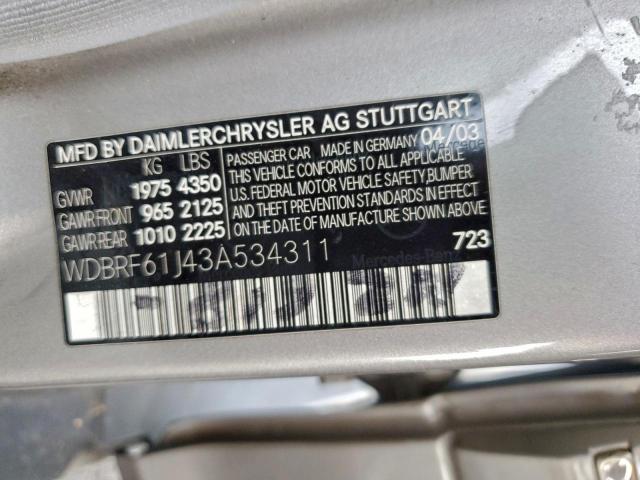 MFD BY DAIMLERCHRYSLER AG STUTTGART
KG LBS
GVWR 1975 4350
GAWR FRONT 965 2125
GAWR REAR 1010 2225
PASSENGER CAR MADE IN GERMANY 04/03
THIS VEHICLE CONFORMS TO ALL APPLICABLE
U.S. FEDERAL MOTOR VEHICLE SAFETY, BUMPER
AND THEFT PREVENTION STANDARDS IN EFFECT
ON THE DATE OF MANUFACTURE SHOWN ABOVE.
WDBRF61J43A534311
723
Mercedes-Benz